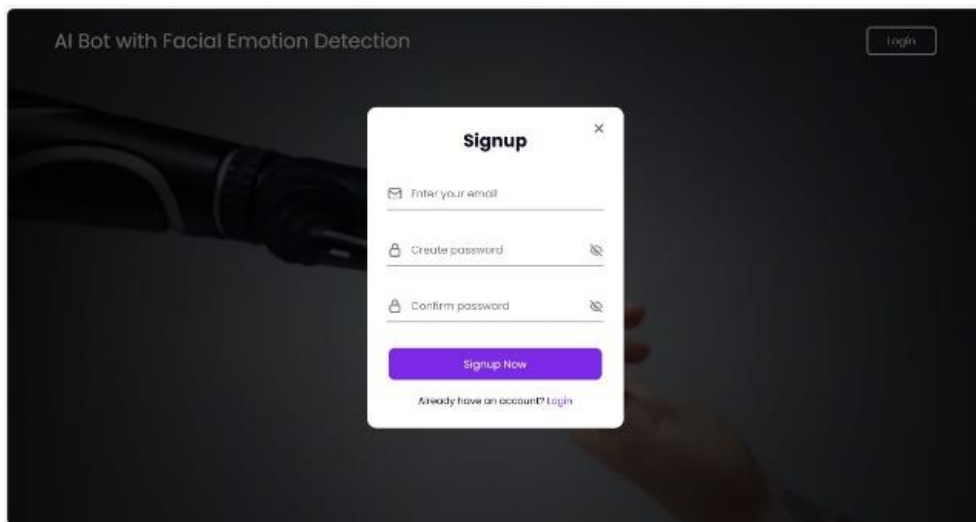 AI Bot with Facial Emotion Detection
Login
Signup
Enter your email
Create password
Confirm password
Signup Now
Already have an account? Login